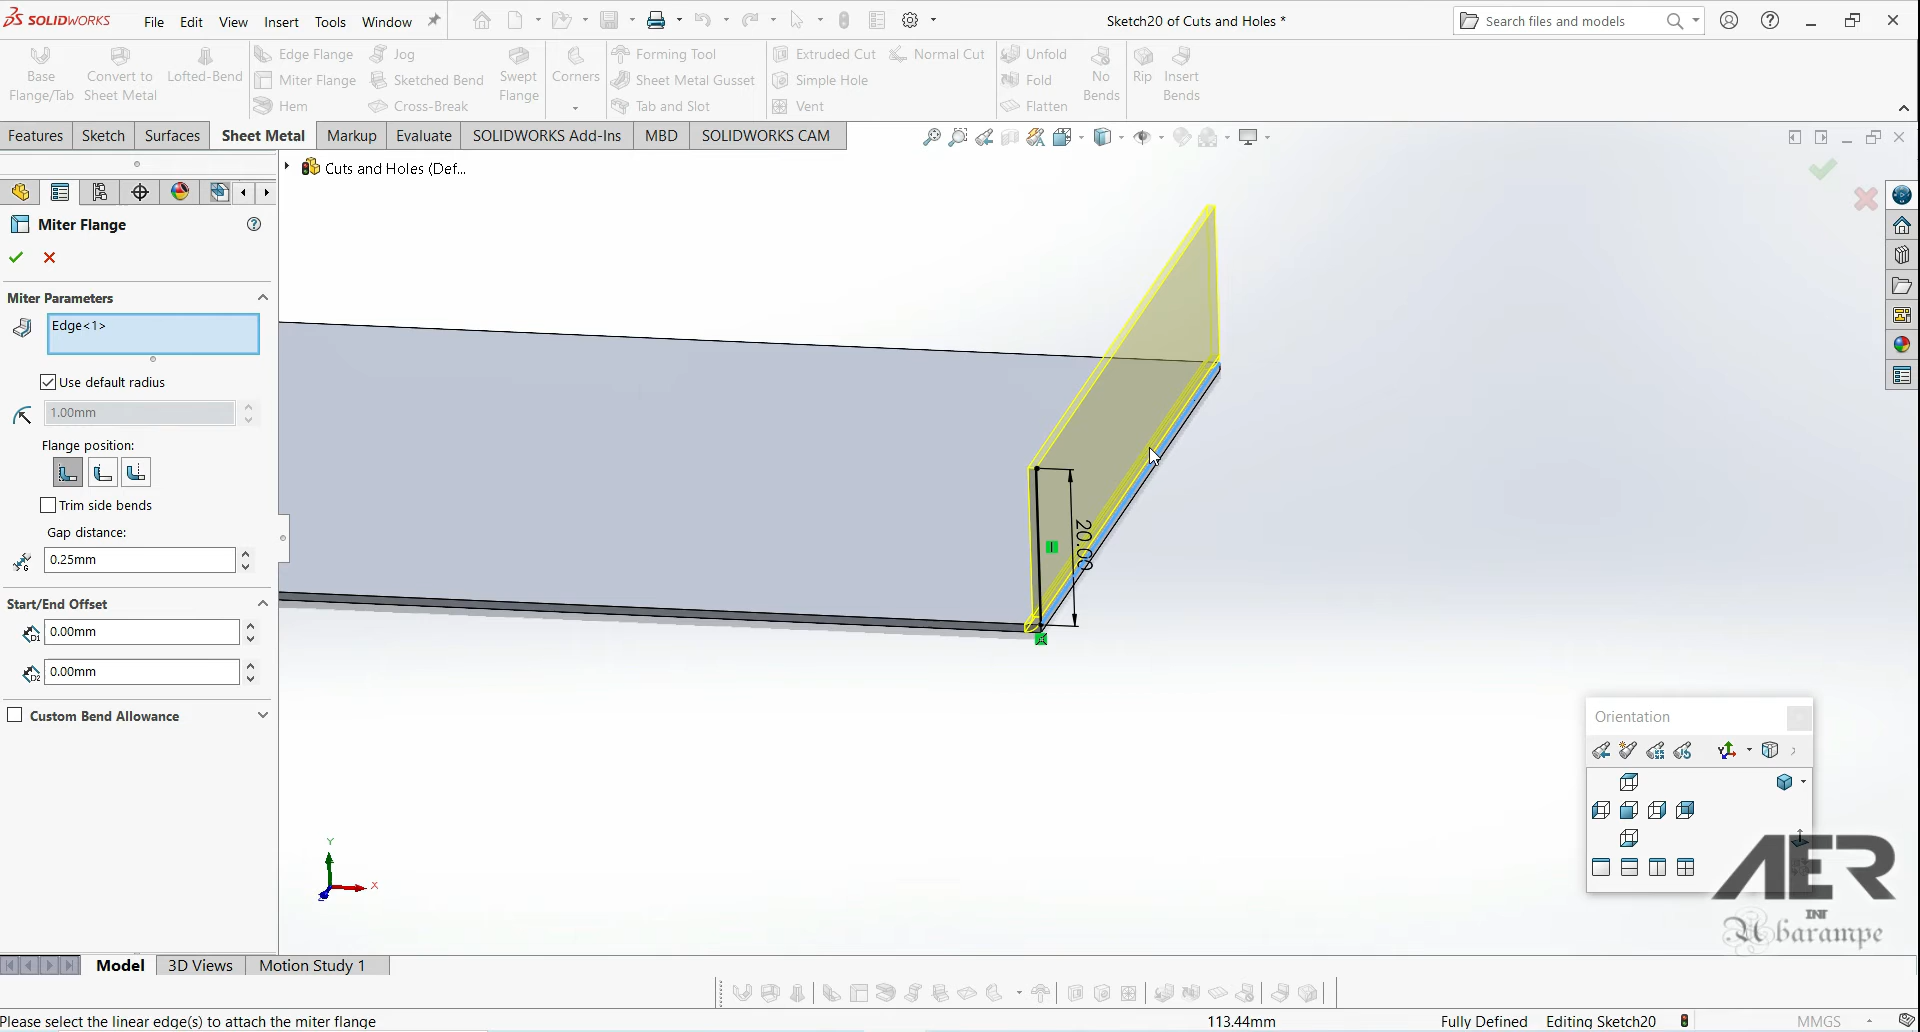 SOLIDWORKS
File Edit View Insert Tools Window
Sketch20 of Cuts and Holes *
Search files and models
Base Flange/Tab
Convert to Sheet Metal
Lofted-Bend
Edge Flange
Miter Flange
Hem
Jog
Sketched Bend
Cross-Break
Swept Flange
Corners
Forming Tool
Sheet Metal Gusset
Tab and Slot
Extruded Cut
Simple Hole
Vent
Normal Cut
Unfold
Fold
Flatten
No Bends
Rip
Insert Bends
Features Sketch Surfaces Sheet Metal Markup Evaluate SOLIDWORKS Add-Ins MBD SOLIDWORKS CAM
Cuts and Holes (Def...
Miter Flange
Miter Parameters
Edge<1>
Use default radius
1.00mm
Flange position:
Trim side bends
Gap distance:
0.25mm
Start/End Offset
0.00mm
0.00mm
Custom Bend Allowance
20.00
Y
X
Z
Orientation
AER
INT
Abarampe
Model 3D Views Motion Study 1
Please select the linear edge(s) to attach the miter flange
113.44mm Fully Defined Editing Sketch20 MMGS